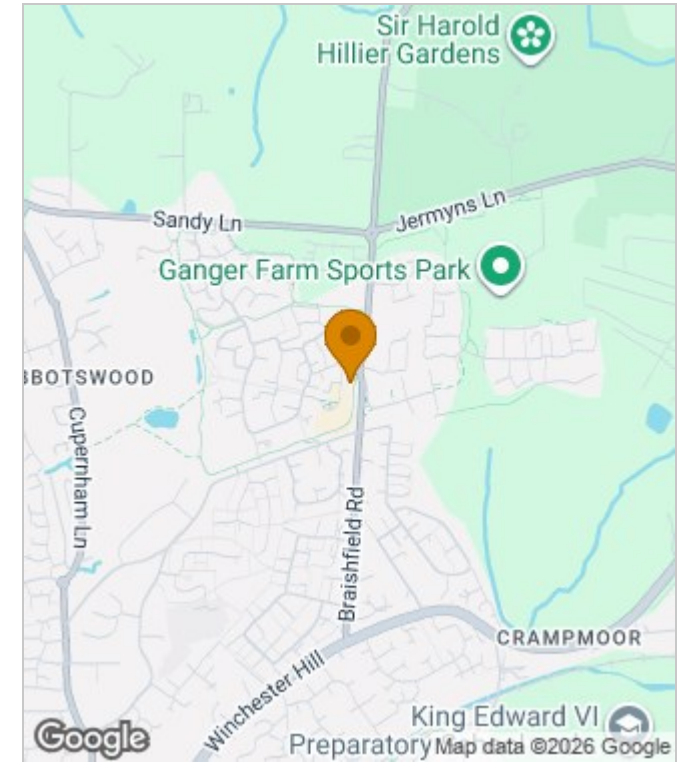 Sir Harold
Hillier Gardens
Sandy Ln
Jermyns Ln
Ganger Farm Sports Park
BBOTSWOOD
Cupernham Ln
Braishfield Rd
CRAMPMOOR
Winchester Hill
King Edward VI
Preparatory
Google
Map data ©2026 Google